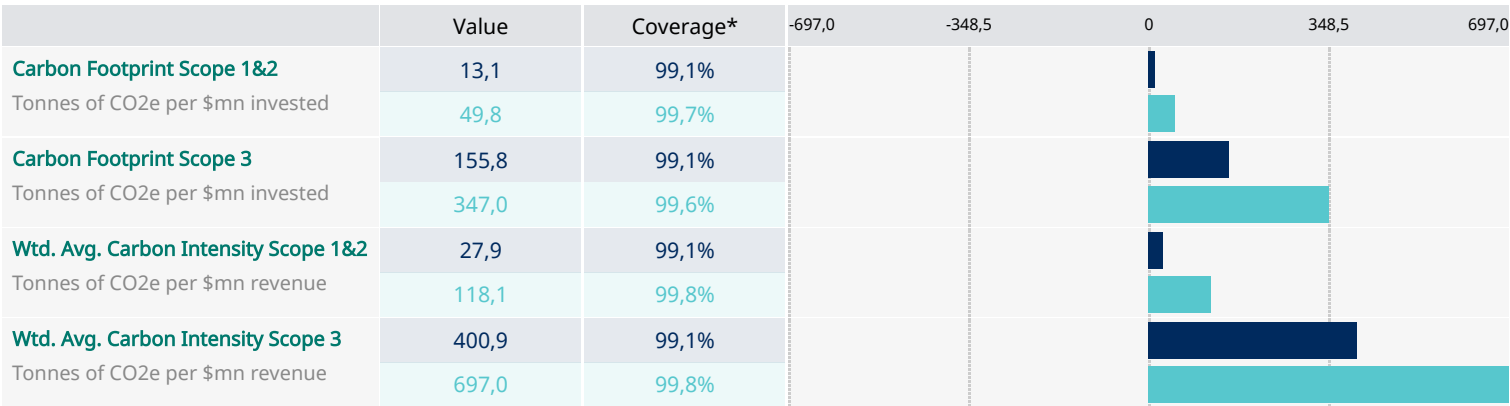 Value Coverage* -697,0 -348,5 0 348,5 697,0
Carbon Footprint Scope 1&2 13,1 99,1%
Tonnes of CO2e per $mn invested 49,8 99,7%
Carbon Footprint Scope 3 155,8 99,1%
Tonnes of CO2e per $mn invested 347,0 99,6%
Wtd. Avg. Carbon Intensity Scope 1&2 27,9 99,1%
Tonnes of CO2e per $mn revenue 118,1 99,8%
Wtd. Avg. Carbon Intensity Scope 3 400,9 99,1%
Tonnes of CO2e per $mn revenue 697,0 99,8%